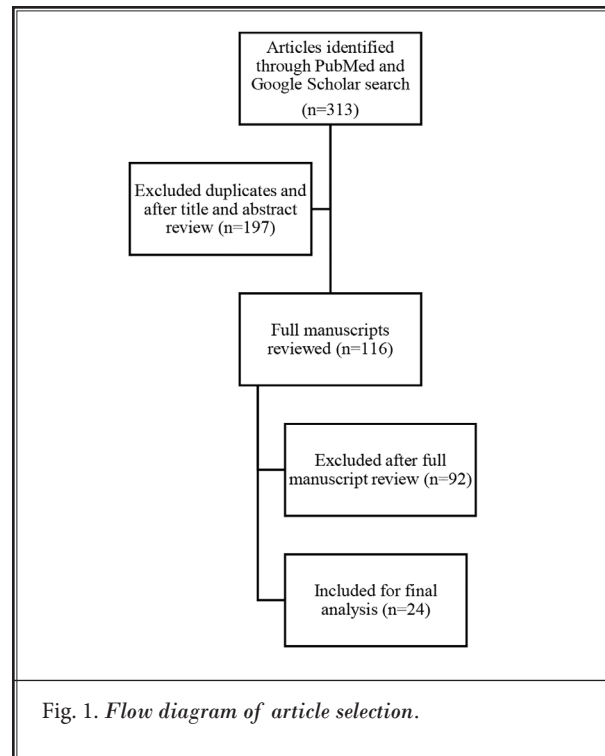 Articles identified
through PubMed and
Google Scholar search
(n=313)
Excluded duplicates and
after title and abstract
review (n=197)
Full manuscripts
reviewed (n=116)
Excluded after full
manuscript review (n=92)
Included for final
analysis (n=24)
Fig. 1. Flow diagram of article selection.